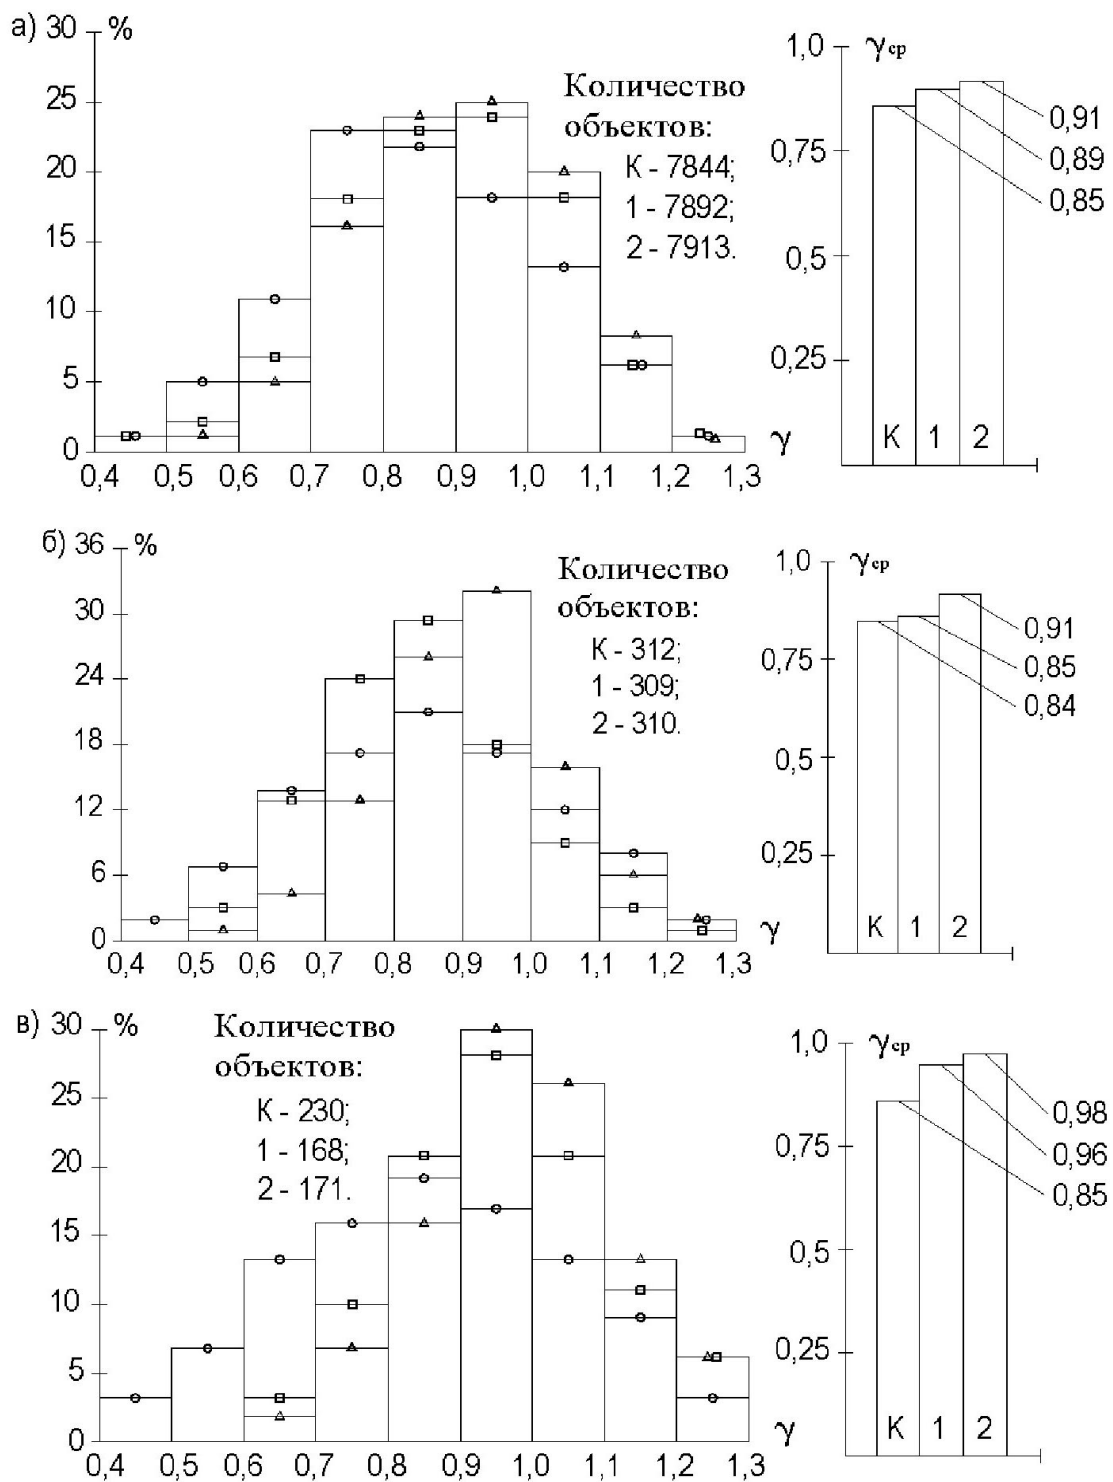 а) 30 %
25
20
15
10
5
0
0,4 0,5 0,6 0,7 0,8 0,9 1,0 1,1 1,2 1,3
γ
Количество
объектов:
К - 7844;
1 - 7892;
2 - 7913.
1,0 γср
0,75
0,5
0,25
0,91
0,89
0,85
К 1 2
б) 36 %
30
24
18
12
6
0
0,4 0,5 0,6 0,7 0,8 0,9 1,0 1,1 1,2 1,3
γ
Количество
объектов:
К - 312;
1 - 309;
2 - 310.
1,0 γср
0,75
0,5
0,25
0,91
0,85
0,84
К 1 2
в) 30 %
25
20
15
10
5
0
0,4 0,5 0,6 0,7 0,8 0,9 1,0 1,1 1,2 1,3
γ
Количество
объектов:
К - 230;
1 - 168;
2 - 171.
1,0 γср
0,75
0,5
0,25
0,98
0,96
0,85
К 1 2